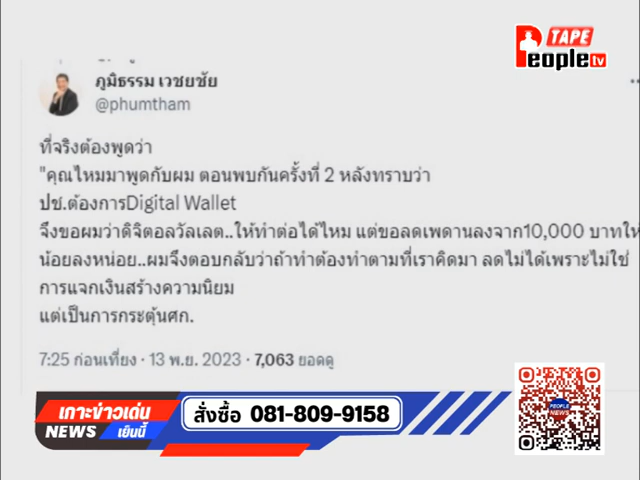 TAPE
People tv
ภูมิธรรม เวชยชัย
@phumtham
ที่จริงต้องพูดว่า
"คุณไหมมาพูดกับผม ตอนพบกันครั้งที่ 2 หลังทราบว่า
ปช.ต้องการDigital Wallet
จึงขอผมว่าดิจิตอลวัลเลต..ให้ทำต่อได้ไหม แต่ขอลดเพดานลงจาก10,000 บาทให้
น้อยลงหน่อย..ผมจึงตอบกลับว่าถ้าทำต้องทำตามที่เราคิดมา ลดไม่ได้เพราะไม่ใช่
การแจกเงินสร้างความนิยม
แต่เป็นการกระตุ้นศก.
7:25 ก่อนเที่ยง · 13 พ.ย. 2023 · 7,063 ยอดดู
เกาะข่าวเด่น
NEWS เย็นนี้
สั่งซื้อ 081-809-9158
PEOPLE
NEWS